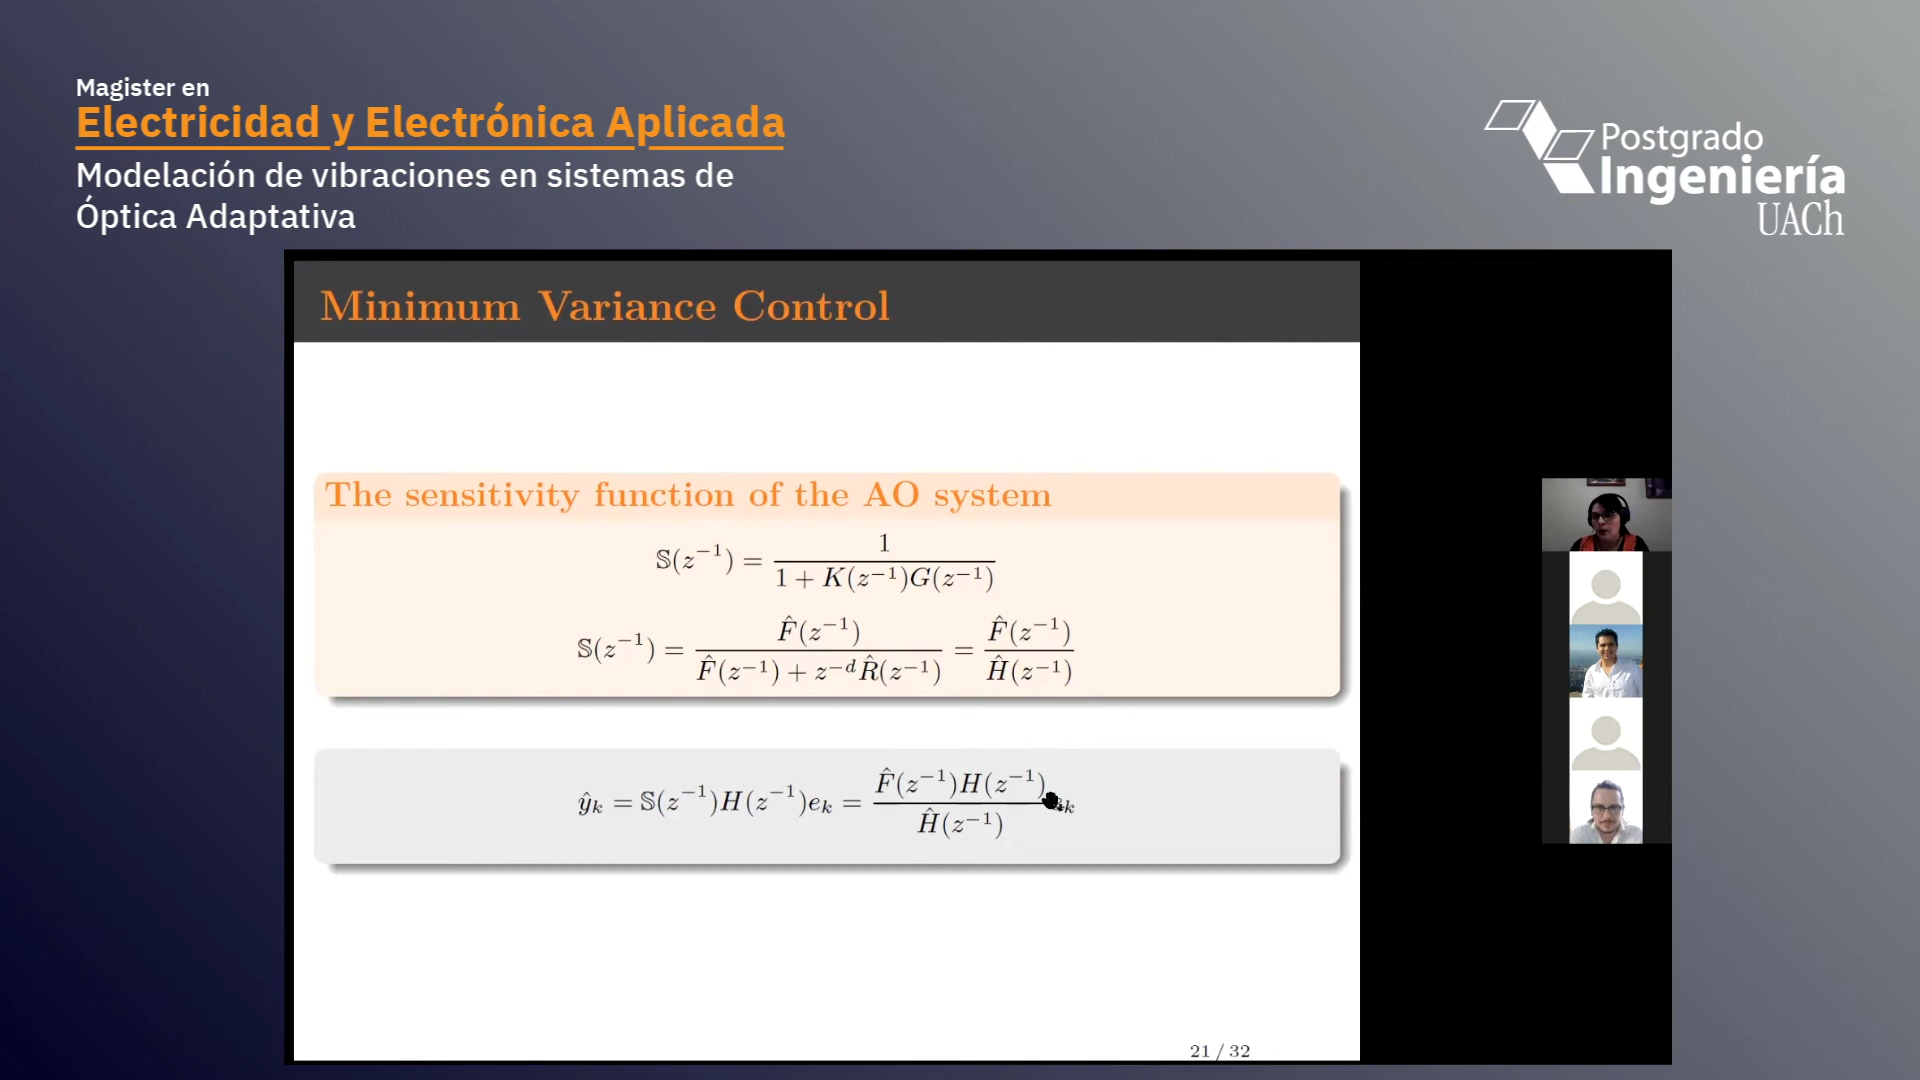 Magister en
Electricidad y Electrónica Aplicada
Modelación de vibraciones en sistemas de
Óptica Adaptativa
Postgrado
Ingeniería
UACh
Minimum Variance Control
The sensitivity function of the AO system
𝕊(z⁻¹) = 1 / (1 + K(z⁻¹)G(z⁻¹))
𝕊(z⁻¹) = F̂(z⁻¹) / (F̂(z⁻¹) + z⁻ᵈR̂(z⁻¹)) = F̂(z⁻¹) / Ĥ(z⁻¹)
ŷₖ = 𝕊(z⁻¹)H(z⁻¹)eₖ = F̂(z⁻¹)H(z⁻¹) / Ĥ(z⁻¹)
21 / 32